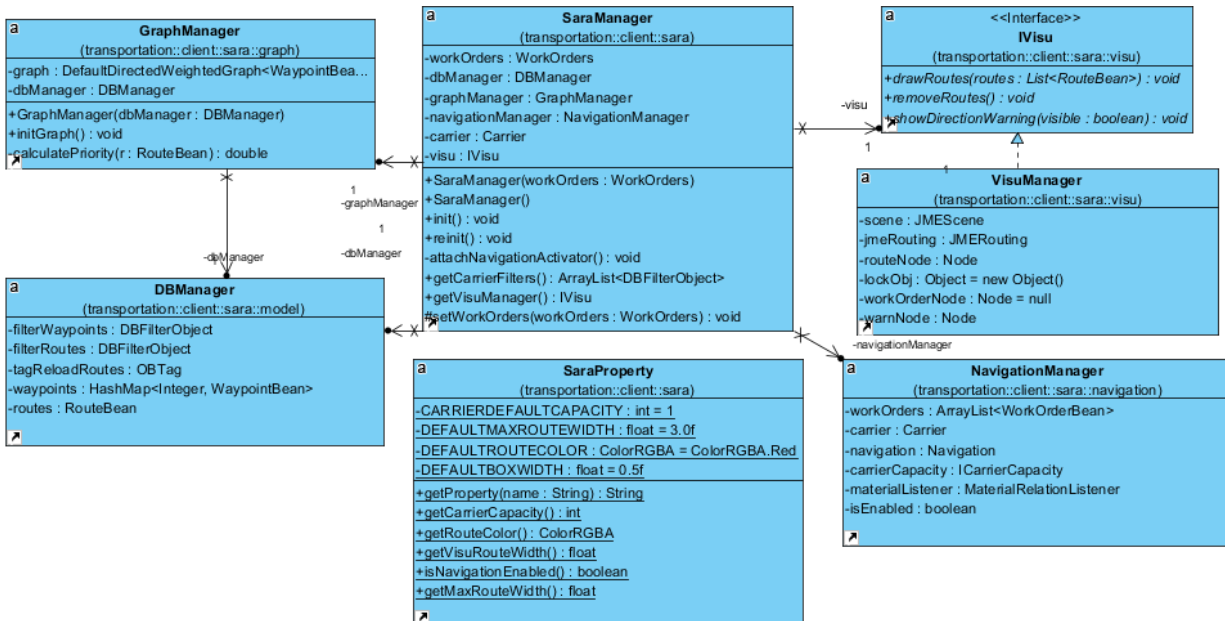 a
GraphManager
(transportation::client::sara::graph)
-graph : DefaultDirectedWeightedGraph<WaypointBea...
-dbManager : DBManager
+GraphManager(dbManager : DBManager)
+initGraph() : void
-calculatePriority(r : RouteBean) : double
a
SaraManager
(transportation::client::sara)
-workOrders : WorkOrders
-dbManager : DBManager
-graphManager : GraphManager
-navigationManager : NavigationManager
-carrier : Carrier
-visu : IVisu
+SaraManager(workOrders : WorkOrders)
+SaraManager()
+init() : void
+reinit() : void
-attachNavigationActivator() : void
+getCarrierFilters() : ArrayList<DBFilterObject>
+getVisuManager() : IVisu
#setWorkOrders(workOrders : WorkOrders) : void
a
<<Interface>>
IVisu
(transportation::client::sara::visu)
+drawRoutes(routes : List<RouteBean>) : void
+removeRoutes() : void
+showDirectionWarning(visible : boolean) : void
-visu
1
1
-graphManager
1
-dbManager
-dbManager
1
a
VisuManager
(transportation::client::sara::visu)
-scene : JMEScene
-jmeRouting : JMERouting
-routeNode : Node
-lockObj : Object = new Object()
-workOrderNode : Node = null
-warnNode : Node
a
DBManager
(transportation::client::sara::model)
-filterWaypoints : DBFilterObject
-filterRoutes : DBFilterObject
-tagReloadRoutes : OBTag
-waypoints : HashMap<Integer, WaypointBean>
-routes : RouteBean
-navigationManager
a
SaraProperty
(transportation::client::sara)
-CARRIERDEFAULTCAPACITY : int = 1
-DEFAULTMAXROUTEWIDTH : float = 3.0f
-DEFAULTROUTECOLOR : ColorRGBA = ColorRGBA.Red
-DEFAULTBOXWIDTH : float = 0.5f
+getProperty(name : String) : String
+getCarrierCapacity() : int
+getRouteColor() : ColorRGBA
+getVisuRouteWidth() : float
+isNavigationEnabled() : boolean
+getMaxRouteWidth() : float
a
NavigationManager
(transportation::client::sara::navigation)
-workOrders : ArrayList<WorkOrderBean>
-carrier : Carrier
-navigation : Navigation
-carrierCapacity : ICarrierCapacity
-materialListener : MaterialRelationListener
-isEnabled : boolean